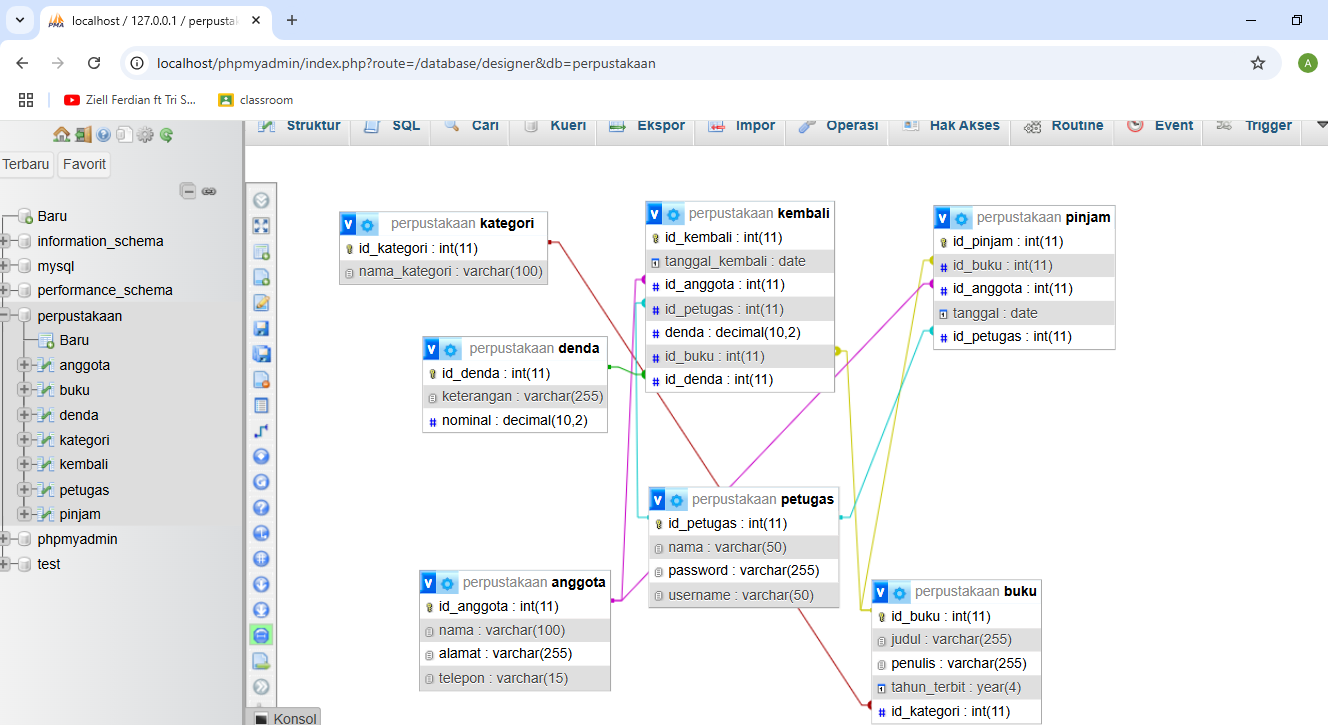 localhost / 127.0.0.1 / perpustak
localhost/phpmyadmin/index.php?route=/database/designer&db=perpustakaan
A
Ziell Ferdian ft Tri S...
classroom
Struktur
SQL
Cari
Kueri
Ekspor
Impor
Operasi
Hak Akses
Routine
Event
Trigger
Terbaru
Favorit
Baru
information_schema
mysql
performance_schema
perpustakaan
Baru
anggota
buku
denda
kategori
kembali
petugas
pinjam
phpmyadmin
test
V perpustakaan kategori
id_kategori : int(11)
nama_kategori : varchar(100)
V perpustakaan kembali
id_kembali : int(11)
tanggal_kembali : date
id_anggota : int(11)
id_petugas : int(11)
denda : decimal(10,2)
id_buku : int(11)
id_denda : int(11)
V perpustakaan pinjam
id_pinjam : int(11)
id_buku : int(11)
id_anggota : int(11)
tanggal : date
id_petugas : int(11)
V perpustakaan denda
id_denda : int(11)
keterangan : varchar(255)
nominal : decimal(10,2)
V perpustakaan petugas
id_petugas : int(11)
nama : varchar(50)
password : varchar(255)
username : varchar(50)
V perpustakaan anggota
id_anggota : int(11)
nama : varchar(100)
alamat : varchar(255)
telepon : varchar(15)
V perpustakaan buku
id_buku : int(11)
judul : varchar(255)
penulis : varchar(255)
tahun_terbit : year(4)
id_kategori : int(11)
Konsol